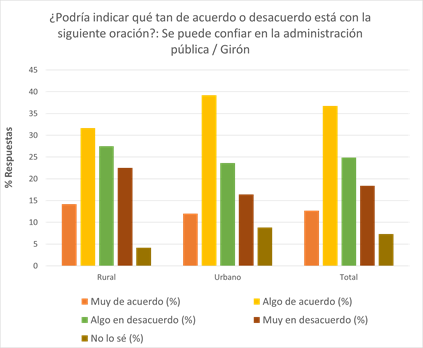 ¿Podría indicar qué tan de acuerdo o desacuerdo está con la
siguiente oración?: Se puede confiar en la administración
pública / Girón
45
40
35
30
25
20
15
10
5
0
% Respuestas
Rural
Urbano
Total
Muy de acuerdo (%)
Algo de acuerdo (%)
Algo en desacuerdo (%)
Muy en desacuerdo (%)
No lo sé (%)